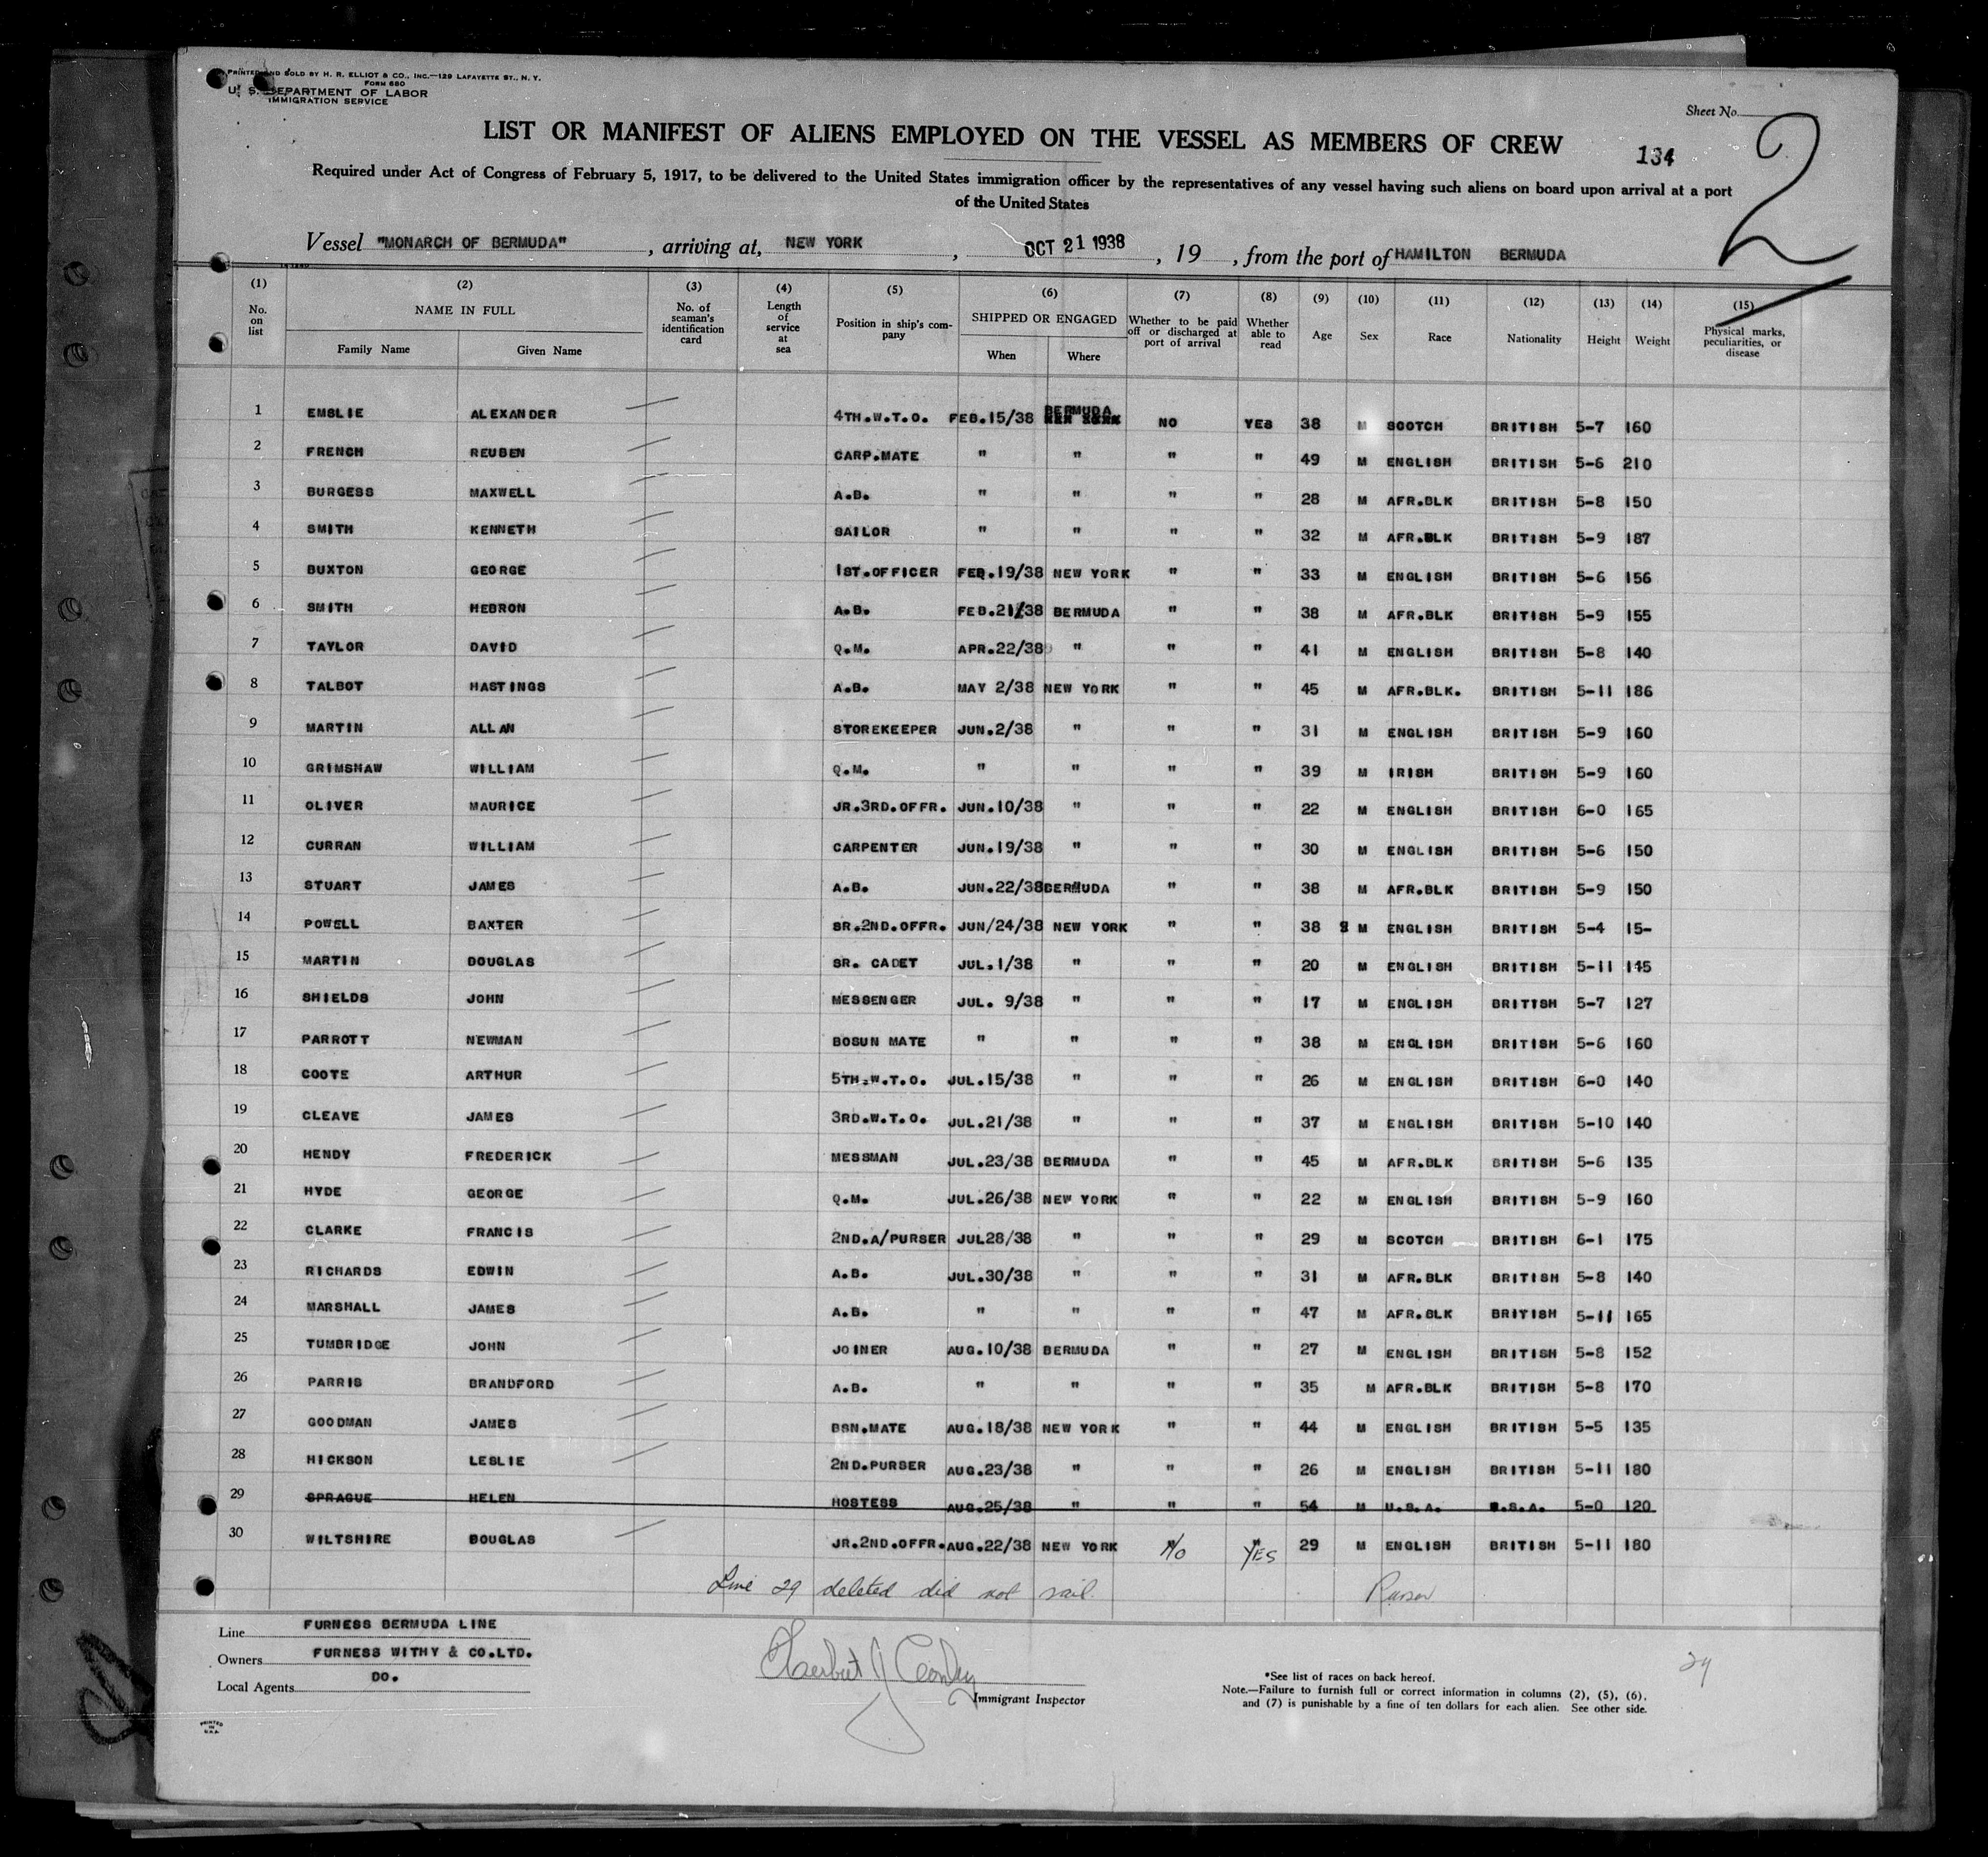 PRINTED AND SOLD BY H. R. ELLIOT & CO., INC.—129 LAFAYETTE ST., N. Y.
FORM 680
U. S. DEPARTMENT OF LABOR
IMMIGRATION SERVICE
Sheet No. 2
LIST OR MANIFEST OF ALIENS EMPLOYED ON THE VESSEL AS MEMBERS OF CREW 134
Required under Act of Congress of February 5, 1917, to be delivered to the United States immigration officer by the representatives of any vessel having such aliens on board upon arrival at a port
of the United States
Vessel "MONARCH OF BERMUDA", arriving at, NEW YORK, OCT 21 1938, 19, from the port of HAMILTON BERMUDA
(1) No. on list (2) NAME IN FULL Family Name Given Name (3) No. of seaman's identification card (4) Length of service at sea (5) Position in ship's company (6) SHIPPED OR ENGAGED When Where (7) Whether to be paid off or discharged at port of arrival (8) Whether able to read (9) Age (10) Sex (11) Race (12) Nationality (13) Height (14) Weight (15) Physical marks, peculiarities, or disease
1 EMSLIE ALEXANDER 4TH.W.T.O. FEB.15/38 BERMUDA NO YES 38 M SCOTCH BRITISH 5-7 160
2 FRENCH REUBEN CARP.MATE " " " " 49 M ENGLISH BRITISH 5-6 210
3 BURGESS MAXWELL A.B. " " " " 28 M AFR.BLK BRITISH 5-8 150
4 SMITH KENNETH SAILOR " " " " 32 M AFR.BLK BRITISH 5-9 187
5 BUXTON GEORGE 1ST.OFFICER FEB.19/38 NEW YORK " " 33 M ENGLISH BRITISH 5-6 156
6 SMITH HEBRON A.B. FEB.21/38 BERMUDA " " 38 M AFR.BLK BRITISH 5-9 155
7 TAYLOR DAVID Q.M. APR.22/38 " " " 41 M ENGLISH BRITISH 5-8 140
8 TALBOT HASTINGS A.B. MAY 2/38 NEW YORK " " 45 M AFR.BLK. BRITISH 5-11 186
9 MARTIN ALLAN STOREKEEPER JUN.2/38 " " " 31 M ENGLISH BRITISH 5-9 160
10 GRIMSHAW WILLIAM Q.M. " " " " 39 M IRISH BRITISH 5-9 160
11 OLIVER MAURICE JR.3RD.OFFR. JUN.10/38 " " " 22 M ENGLISH BRITISH 6-0 165
12 CURRAN WILLIAM CARPENTER JUN.19/38 " " " 30 M ENGLISH BRITISH 5-6 150
13 STUART JAMES A.B. JUN.22/38 BERMUDA " " 38 M AFR.BLK BRITISH 5-9 150
14 POWELL BAXTER SR.2ND.OFFR. JUN/24/38 NEW YORK " " 38 M ENGLISH BRITISH 5-4 15-
15 MARTIN DOUGLAS SR. CADET JUL.1/38 " " " 20 M ENGLISH BRITISH 5-11 145
16 SHIELDS JOHN MESSENGER JUL. 9/38 " " " 17 M ENGLISH BRITISH 5-7 127
17 PARROTT NEWMAN BOSUN MATE " " " " 38 M ENGLISH BRITISH 5-6 160
18 COOTE ARTHUR 5TH.W.T.O. JUL.15/38 " " " 26 M ENGLISH BRITISH 6-0 140
19 CLEAVE JAMES 3RD.W.T.O. JUL.21/38 " " " 37 M ENGLISH BRITISH 5-10 140
20 HENDY FREDERICK MESSMAN JUL.23/38 BERMUDA " " 45 M AFR.BLK BRITISH 5-6 135
21 HYDE GEORGE Q.M. JUL.26/38 NEW YORK " " 22 M ENGLISH BRITISH 5-9 160
22 CLARKE FRANCIS 2ND.A/PURSER JUL28/38 " " " 29 M SCOTCH BRITISH 6-1 175
23 RICHARDS EDWIN A.B. JUL.30/38 " " " 31 M AFR.BLK BRITISH 5-8 140
24 MARSHALL JAMES A.B. " " " " 47 M AFR.BLK BRITISH 5-11 165
25 TUMBRIDGE JOHN JOINER AUG.10/38 BERMUDA " " 27 M ENGLISH BRITISH 5-8 152
26 PARRIS BRANDFORD A.B. " " " " 35 M AFR.BLK BRITISH 5-8 170
27 GOODMAN JAMES BSN.MATE AUG.18/38 NEW YORK " " 44 M ENGLISH BRITISH 5-5 135
28 HICKSON LESLIE 2ND.PURSER AUG.23/38 " " " 26 M ENGLISH BRITISH 5-11 180
29 SPRAGUE HELEN HOSTESS AUG.25/38 " " " 54 M U.S.A. U.S.A. 5-0 120
30 WILTSHIRE DOUGLAS JR.2ND.OFFR. AUG.22/38 NEW YORK No YES 29 M ENGLISH BRITISH 5-11 180
Line 29 deleted did not sail.
Line FURNESS BERMUDA LINE
Owners FURNESS WITHY & CO.LTD.
Local Agents DO.
Immigrant Inspector
*See list of races on back hereof.
Note.—Failure to furnish full or correct information in columns (2), (5), (6).
and (7) is punishable by a fine of ten dollars for each alien. See other side.
29
PRINTED
IN
U.S.A.